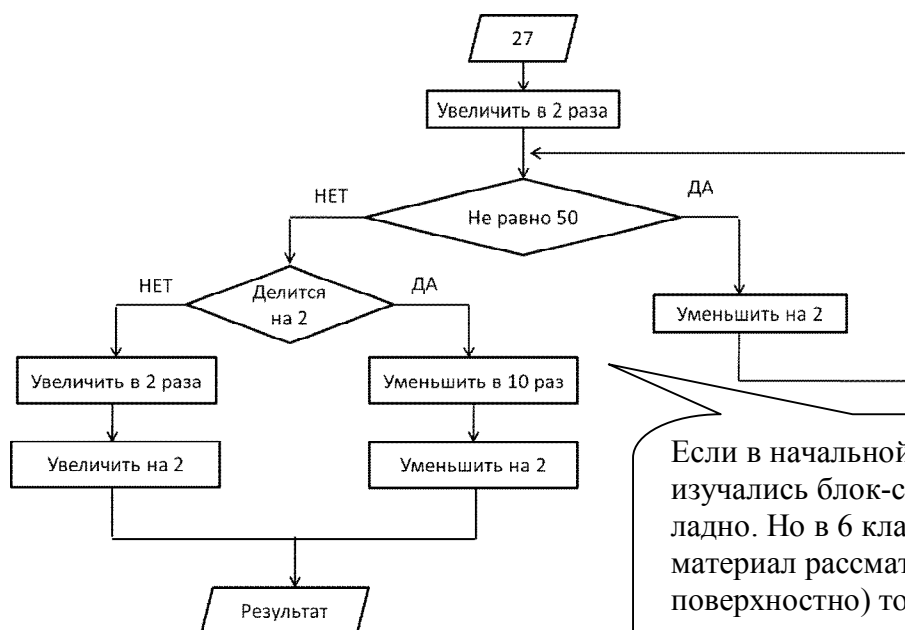 27
Увеличить в 2 раза
НЕТ
ДА
Не равно 50
НЕТ
Делится
на 2
ДА
Уменьшить на 2
Увеличить в 2 раза
Уменьшить в 10 раз
Увеличить на 2
Уменьшить на 2
Результат
Если в начальной
изучались блок-с
ладно. Но в 6 кла
материал рассмат
поверхностно) то